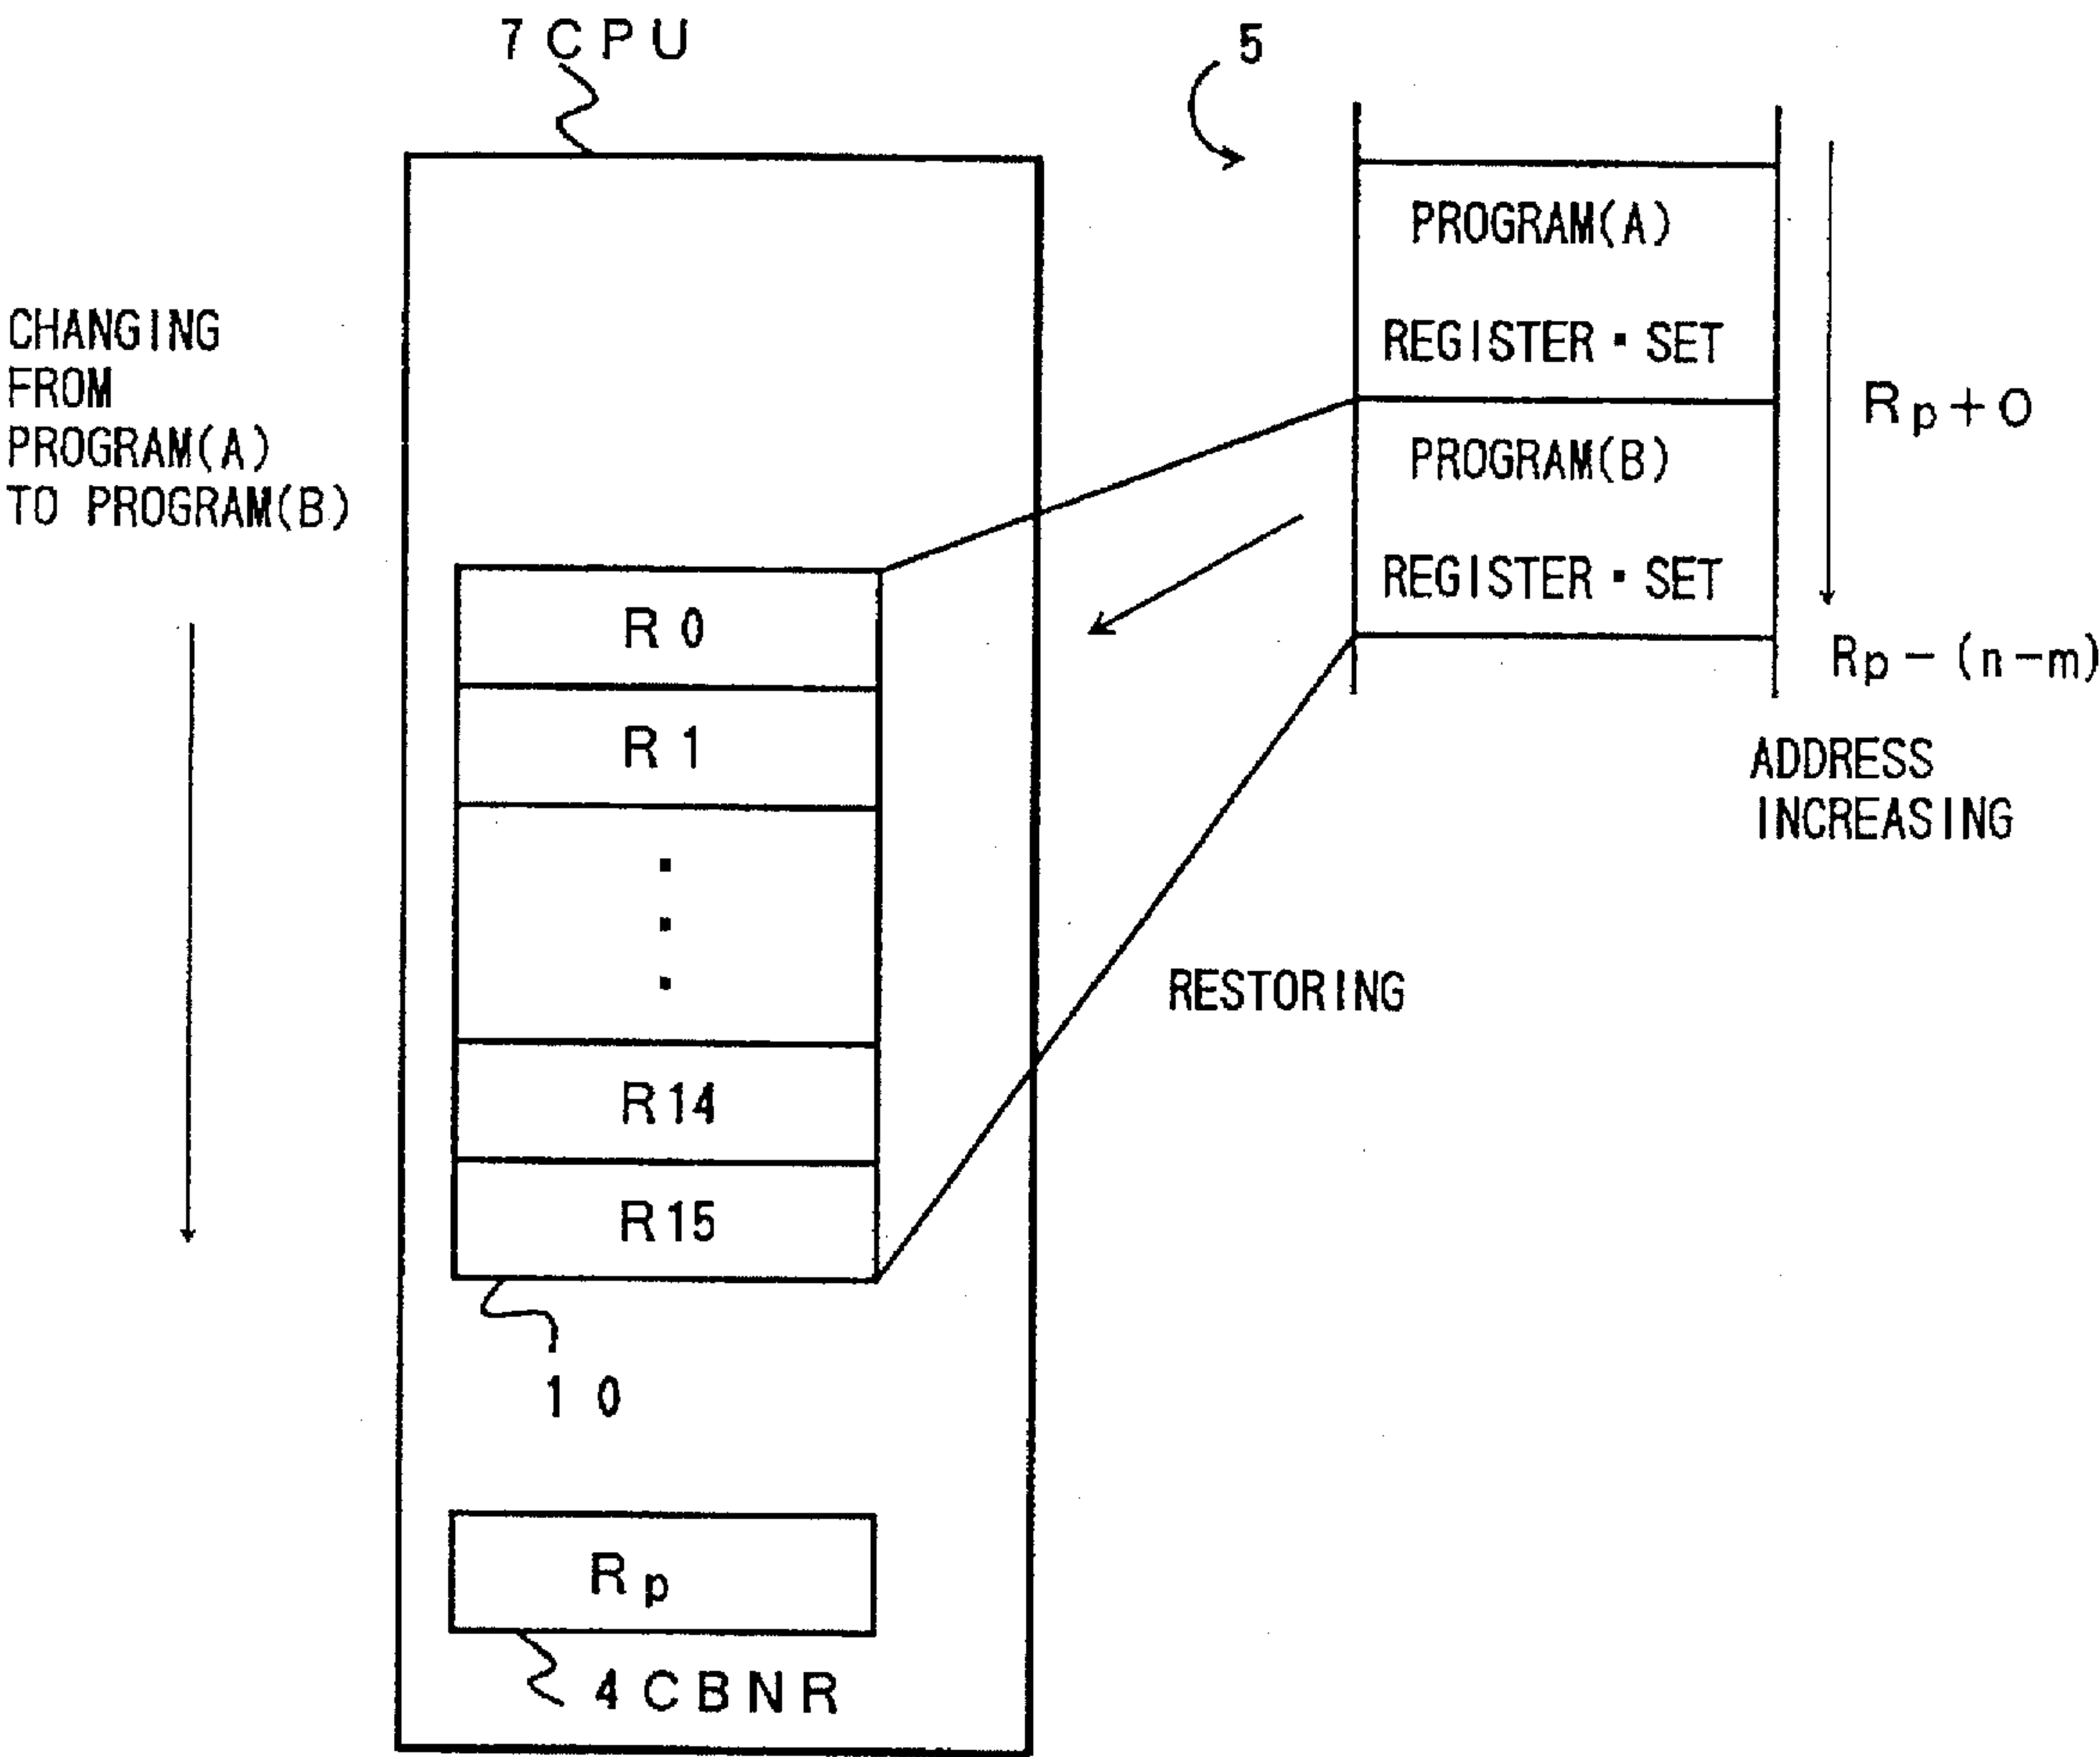 7 CPU
5
CHANGING
FROM
PROGRAM(A)
TO PROGRAM(B)
PROGRAM(A)
REGISTER・SET
PROGRAM(B)
REGISTER・SET
Rp+0
Rp-(n-m)
ADDRESS
INCREASING
R0
R1
R14
R15
RESTORING
10
Rp
4 CBNR